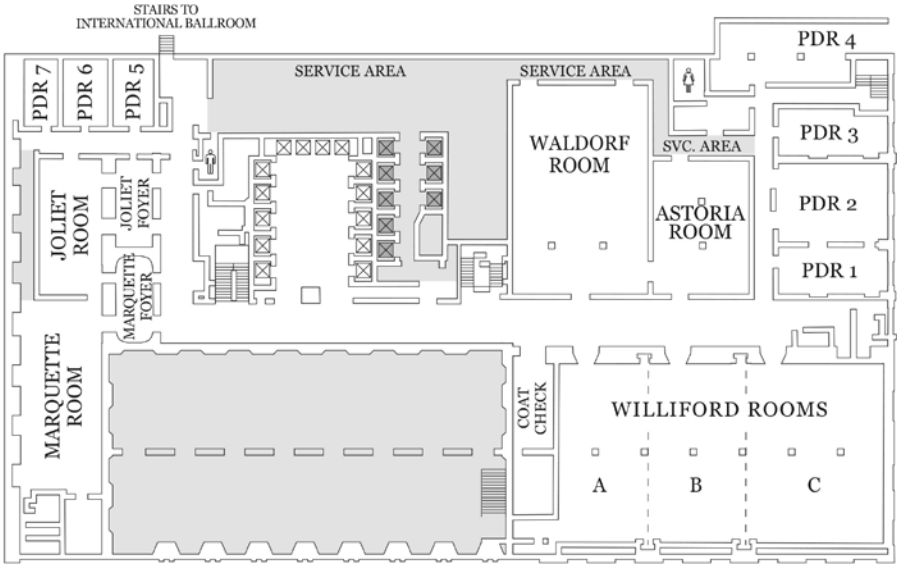 STAIRS TO
INTERNATIONAL BALLROOM
PDR 4
PDR 7
PDR 6
PDR 5
SERVICE AREA
SERVICE AREA
PDR 3
WALDORF
ROOM
SVC. AREA
JOLIET
ROOM
JOLIET
FOYER
ASTORIA
ROOM
PDR 2
PDR 1
MARQUETTE
FOYER
MARQUETTE
ROOM
COAT
CHECK
WILLIFORD ROOMS
A
B
C